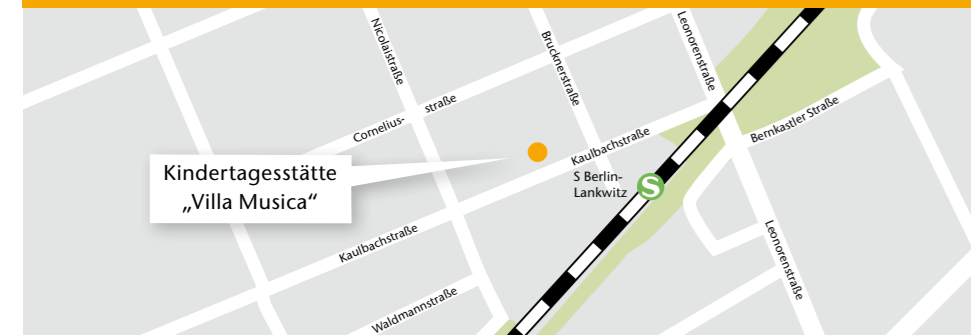 Nicolaistraße
Brucknerstraße
Leonorenstraße
Cornelius-
straße
Bernkastler Straße
Kaulbachstraße
Kindertagesstätte
„Villa Musica“
S Berlin-
Lankwitz
S
Kaulbachstraße
Leonorenstraße
Waldmannstraße